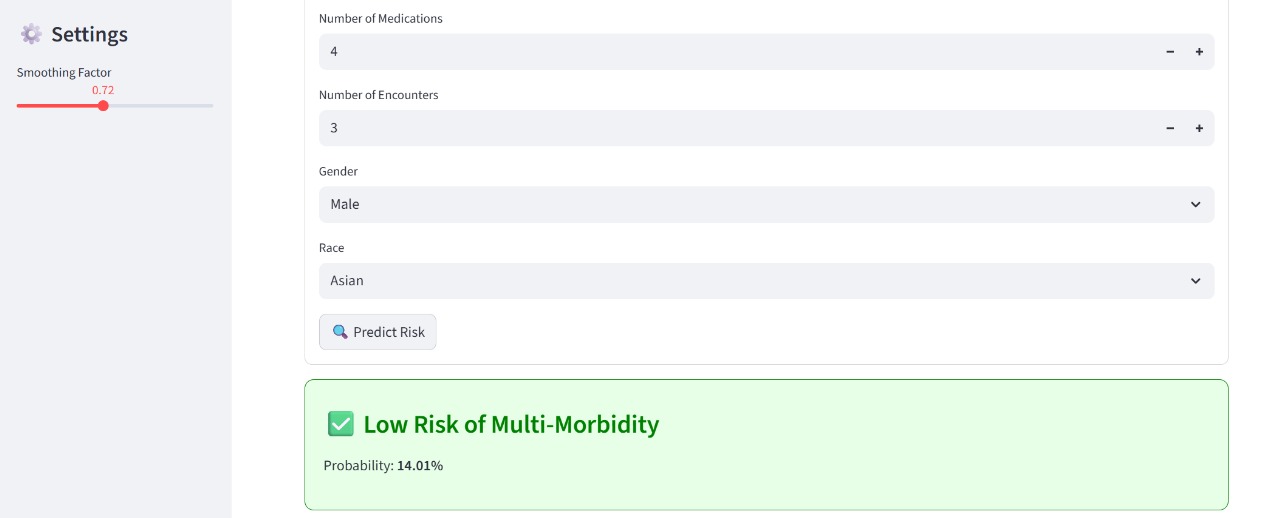 Settings
Smoothing Factor
0.72
Number of Medications
4
Number of Encounters
3
Gender
Male
Race
Asian
Predict Risk
Low Risk of Multi-Morbidity
Probability: 14.01%